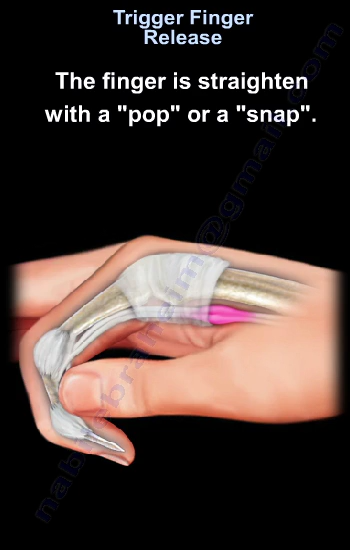 Trigger Finger
Release
The finger is straighten
with a "pop" or a "snap".